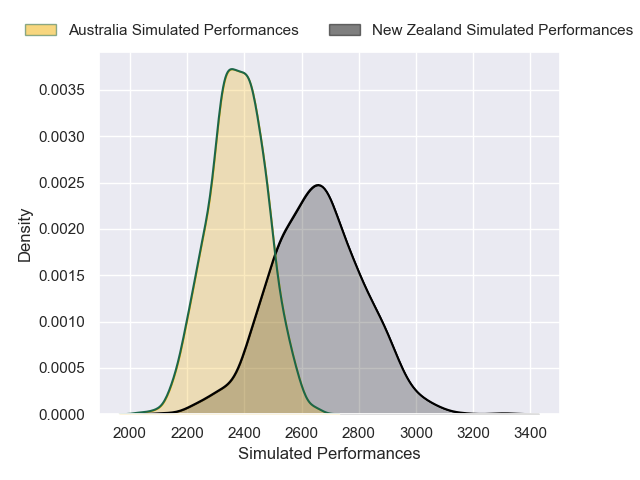 Australia Simulated Performances
New Zealand Simulated Performances
0.0035
0.0030
0.0025
0.0020
0.0015
0.0010
0.0005
0.0000
Density
2000 2200 2400 2600 2800 3000 3200 3400
Simulated Performances